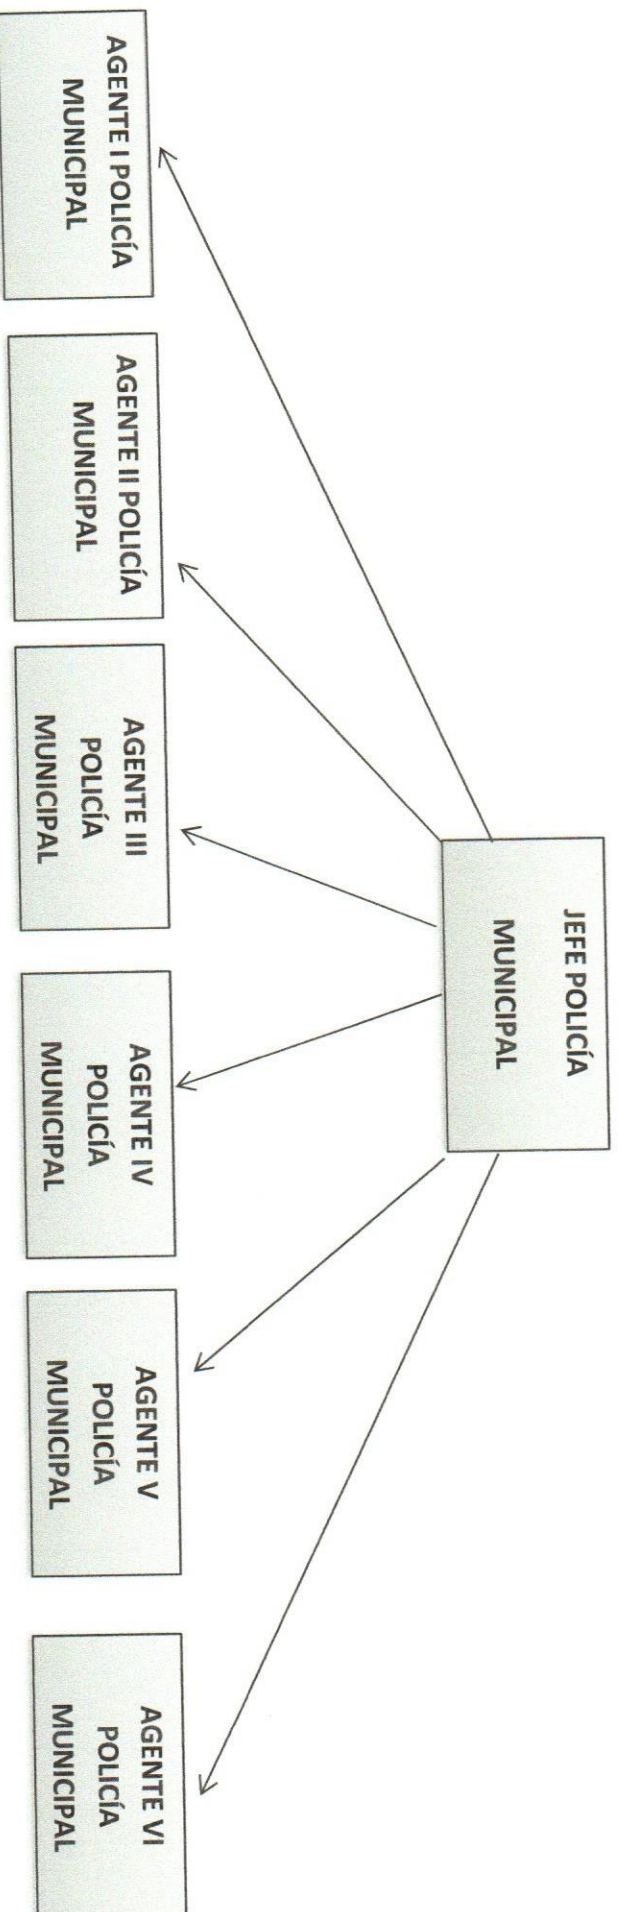 JEFE POLICÍA
MUNICIPAL
AGENTE I POLICÍA
MUNICIPAL
AGENTE II POLICÍA
MUNICIPAL
AGENTE III
POLICÍA
MUNICIPAL
AGENTE IV
POLICÍA
MUNICIPAL
AGENTE V
POLICÍA
MUNICIPAL
AGENTE VI
POLICÍA
MUNICIPAL